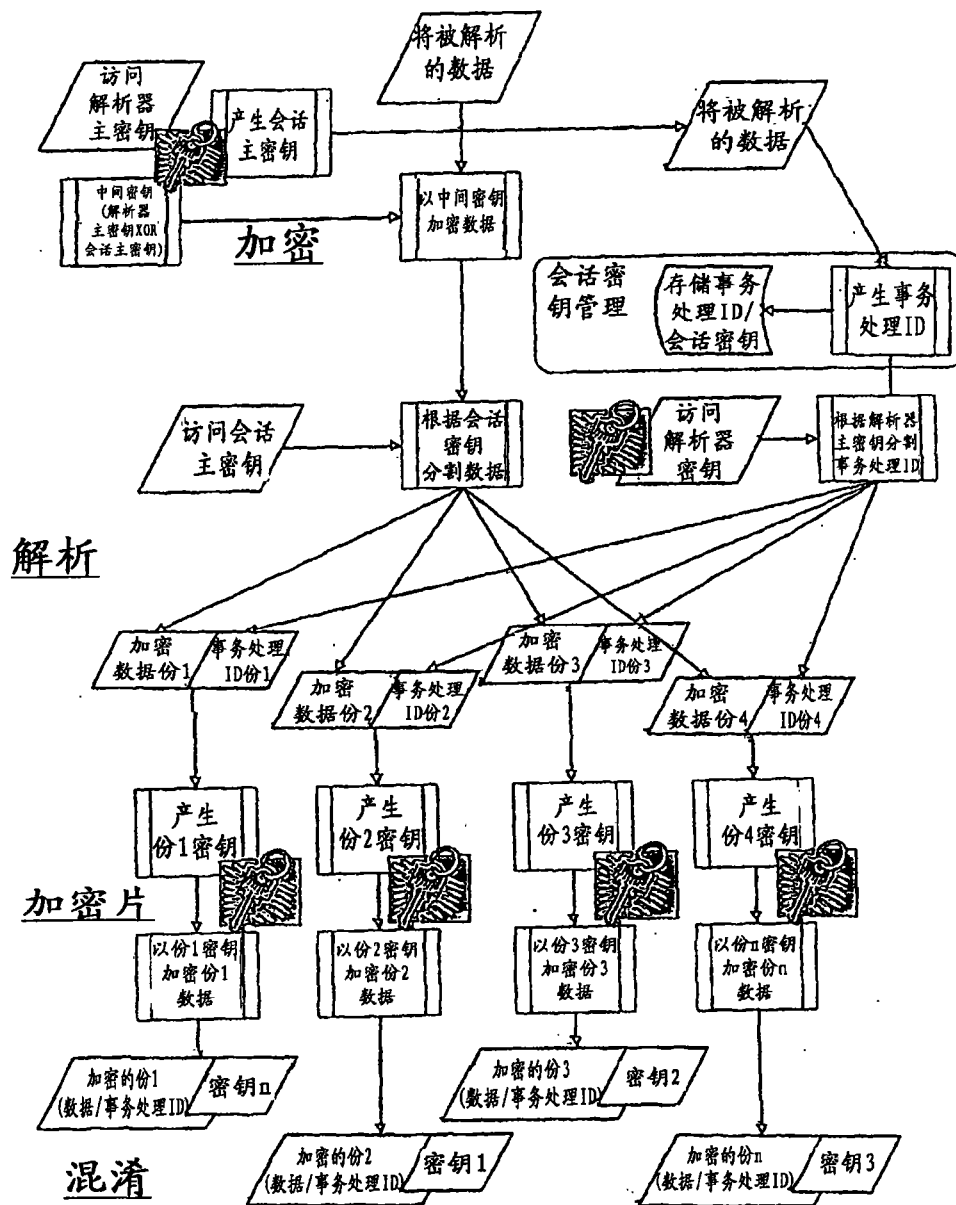 将被解析
的数据
访问
解析器
主密钥
产生会话
主密钥
将被解析
的数据
中间密钥
(解析器
主密钥XOR
会话主密钥)
以中间密钥
加密数据
加密
会话密
钥管理
存储事务
处理ID/
会话密钥
产生事务
处理ID
访问会话
主密钥
根据会话
密钥
分割数据
访问
解析器
密钥
根据解析器
主密钥分割
事务处理ID
解析
加密
数据份1
事务处理
ID份1
加密
数据份2
事务处理
ID份2
加密
数据份3
事务处理
ID份3
加密
数据份4
事务处理
ID份4
产生
份1密钥
产生
份2密钥
产生
份3密钥
产生
份4密钥
加密片
以份1密钥
加密份1
数据
以份2密钥
加密份2
数据
以份3密钥
加密份3
数据
以份n密钥
加密份n
数据
加密的份1
(数据/事务处理ID)
密钥n
加密的份3
(数据/事务处理ID)
密钥2
加密的份2
(数据/事务处理ID)
密钥1
加密的份n
(数据/事务处理ID)
密钥3
混淆